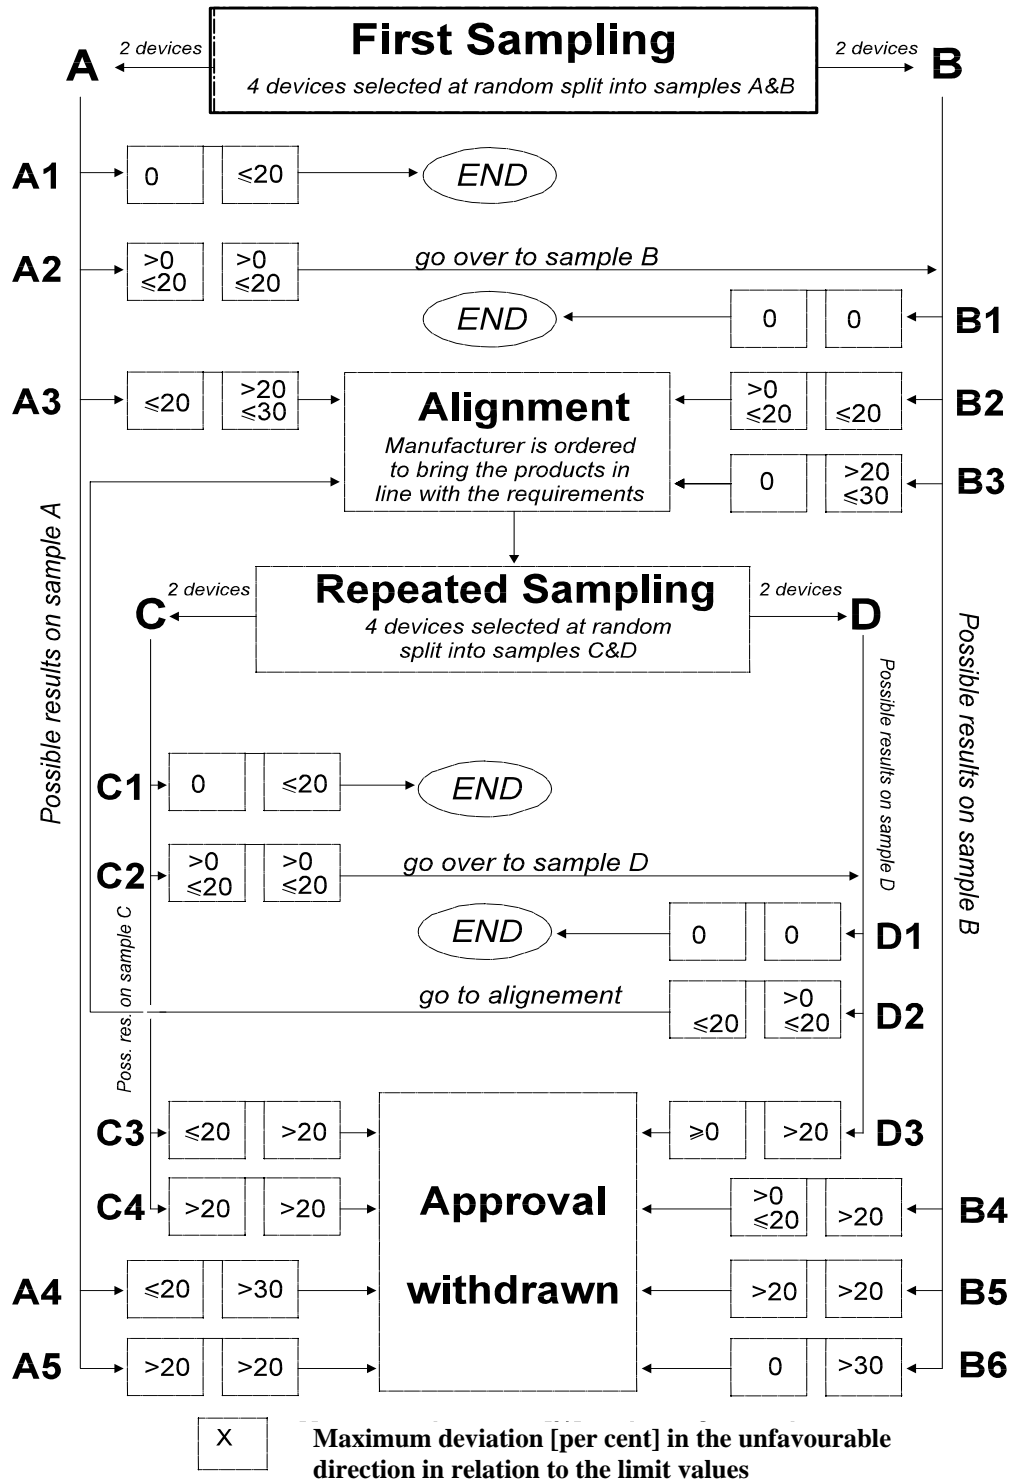 First Sampling
4 devices selected at random split into samples A&B
A
2 devices
2 devices
B
A1
0
≤20
END
A2
>0
≤20
>0
≤20
go over to sample B
END
0
0
B1
A3
≤20
>20
≤30
Alignment
Manufacturer is ordered
to bring the products in
line with the requirements
>0
≤20
≤20
B2
0
>20
≤30
B3
Possible results on sample A
C
2 devices
Repeated Sampling
4 devices selected at random
split into samples C&D
2 devices
D
Possible results on sample D
Possible results on sample B
C1
0
≤20
END
C2
>0
≤20
>0
≤20
go over to sample D
Poss. res. on sample C
END
0
0
D1
go to alignement
≤20
>0
≤20
D2
C3
≤20
>20
≥0
>20
D3
C4
>20
>20
Approval
withdrawn
>0
≤20
>20
B4
A4
≤20
>30
>20
>20
B5
A5
>20
>20
0
>30
B6
X
Maximum deviation [per cent] in the unfavourable
direction in relation to the limit values